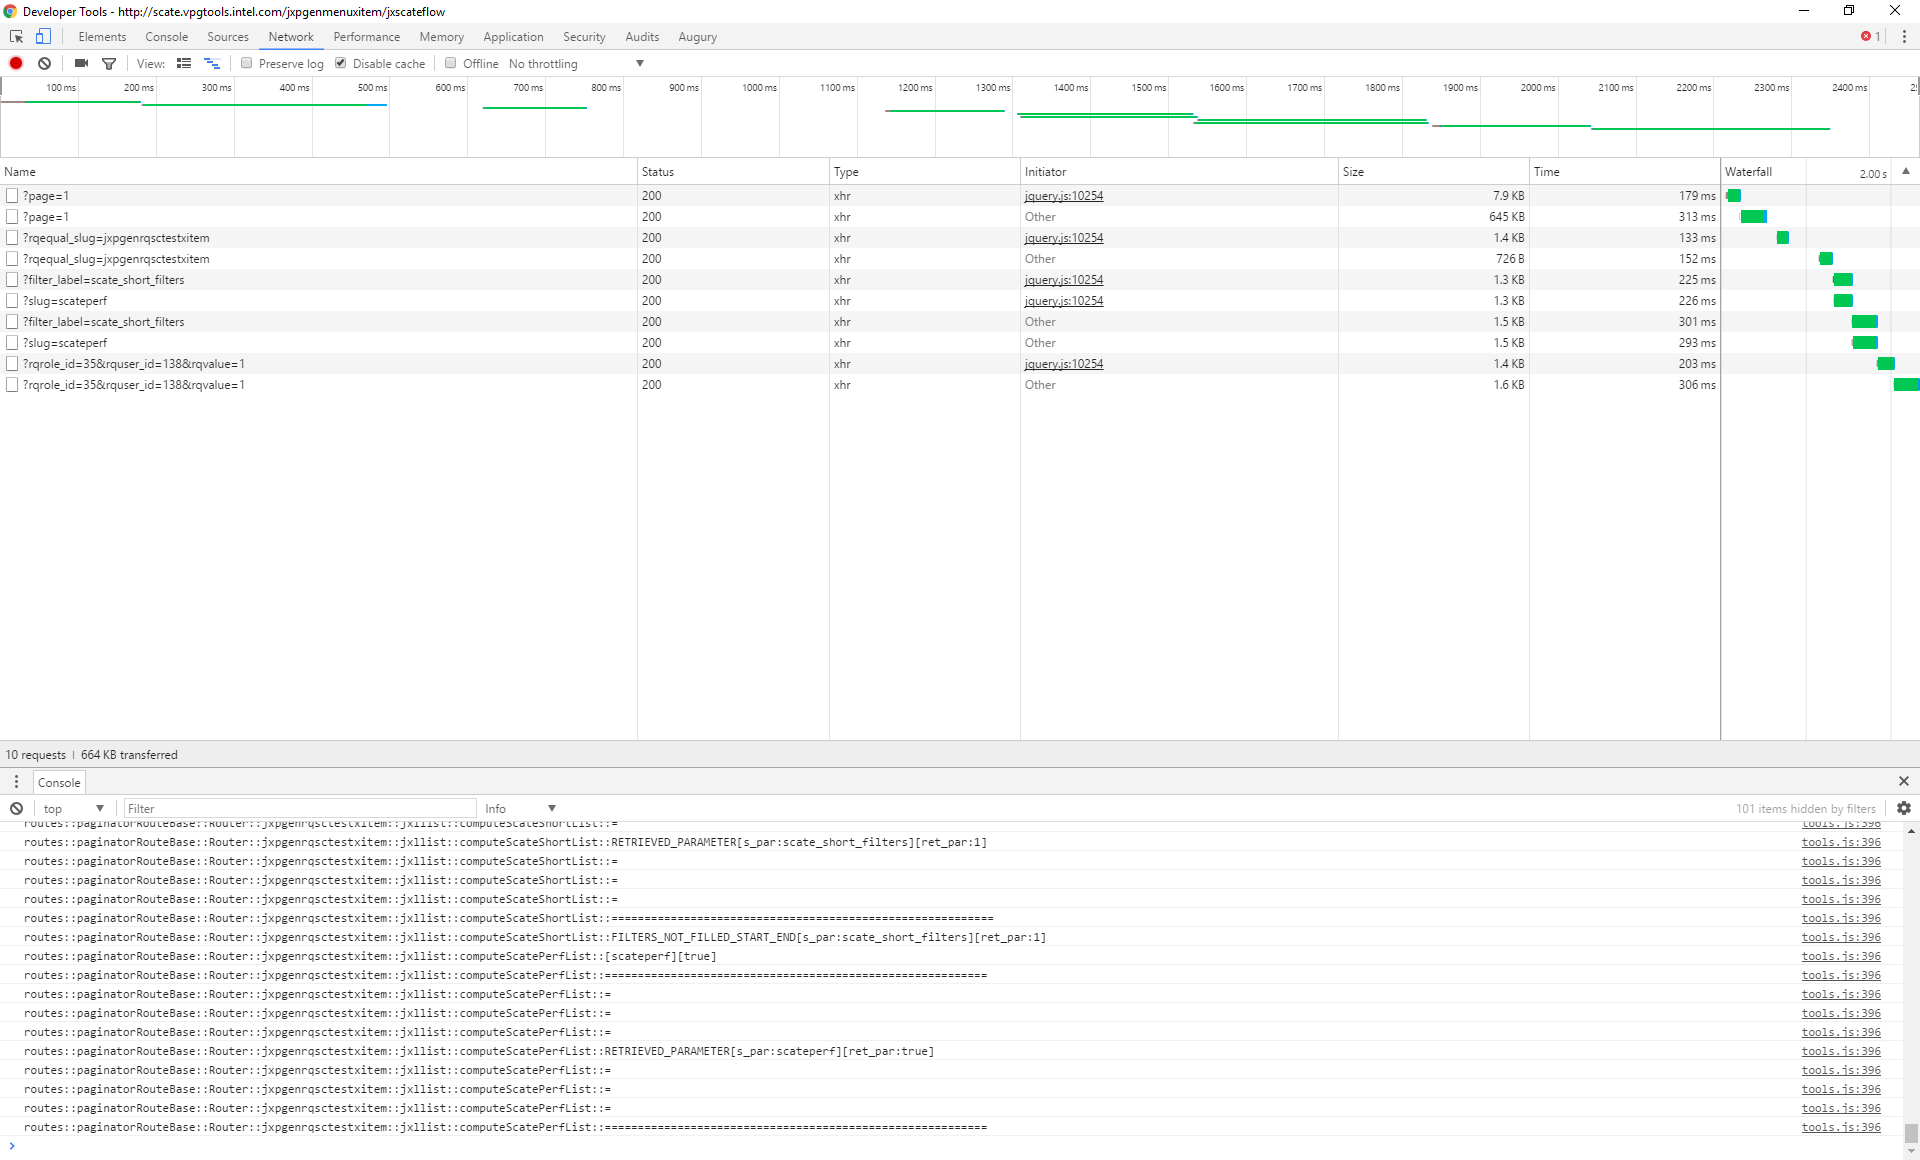 Developer Tools - http://scate.vpgtools.intel.com/jxpgenmenuxitem/jxscateflow
Elements Console Sources Network Performance Memory Application Security Audits Augury 1
View: Preserve log Disable cache Offline No throttling
100 ms 200 ms 300 ms 400 ms 500 ms 600 ms 700 ms 800 ms 900 ms 1000 ms 1100 ms 1200 ms 1300 ms 1400 ms 1500 ms 1600 ms 1700 ms 1800 ms 1900 ms 2000 ms 2100 ms 2200 ms 2300 ms 2400 ms
Name Status Type Initiator Size Time Waterfall 2.00 s
?page=1 200 xhr jquery.js:10254 7.9 KB 179 ms
?page=1 200 xhr Other 645 KB 313 ms
?rqequal_slug=jxpgenrqsctestxitem 200 xhr jquery.js:10254 1.4 KB 133 ms
?rqequal_slug=jxpgenrqsctestxitem 200 xhr Other 726 B 152 ms
?filter_label=scate_short_filters 200 xhr jquery.js:10254 1.3 KB 225 ms
?slug=scateperf 200 xhr jquery.js:10254 1.3 KB 226 ms
?filter_label=scate_short_filters 200 xhr Other 1.5 KB 301 ms
?slug=scateperf 200 xhr Other 1.5 KB 293 ms
?rqrole_id=35&rquser_id=138&rqvalue=1 200 xhr jquery.js:10254 1.4 KB 203 ms
?rqrole_id=35&rquser_id=138&rqvalue=1 200 xhr Other 1.6 KB 306 ms
10 requests | 664 KB transferred
Console
top Filter Info 101 items hidden by filters
routes::paginatorRouteBase::Router::jxpgenrqsctestxitem::jxllist::computeScateShortList::= tools.js:396
routes::paginatorRouteBase::Router::jxpgenrqsctestxitem::jxllist::computeScateShortList::RETRIEVED_PARAMETER[s_par:scate_short_filters][ret_par:1] tools.js:396
routes::paginatorRouteBase::Router::jxpgenrqsctestxitem::jxllist::computeScateShortList::= tools.js:396
routes::paginatorRouteBase::Router::jxpgenrqsctestxitem::jxllist::computeScateShortList::= tools.js:396
routes::paginatorRouteBase::Router::jxpgenrqsctestxitem::jxllist::computeScateShortList::= tools.js:396
routes::paginatorRouteBase::Router::jxpgenrqsctestxitem::jxllist::computeScateShortList::========================================================== tools.js:396
routes::paginatorRouteBase::Router::jxpgenrqsctestxitem::jxllist::computeScateShortList::FILTERS_NOT_FILLED_START_END[s_par:scate_short_filters][ret_par:1] tools.js:396
routes::paginatorRouteBase::Router::jxpgenrqsctestxitem::jxllist::computeScatePerfList::[scateperf][true] tools.js:396
routes::paginatorRouteBase::Router::jxpgenrqsctestxitem::jxllist::computeScatePerfList::========================================================== tools.js:396
routes::paginatorRouteBase::Router::jxpgenrqsctestxitem::jxllist::computeScatePerfList::= tools.js:396
routes::paginatorRouteBase::Router::jxpgenrqsctestxitem::jxllist::computeScatePerfList::= tools.js:396
routes::paginatorRouteBase::Router::jxpgenrqsctestxitem::jxllist::computeScatePerfList::= tools.js:396
routes::paginatorRouteBase::Router::jxpgenrqsctestxitem::jxllist::computeScatePerfList::RETRIEVED_PARAMETER[s_par:scateperf][ret_par:true] tools.js:396
routes::paginatorRouteBase::Router::jxpgenrqsctestxitem::jxllist::computeScatePerfList::= tools.js:396
routes::paginatorRouteBase::Router::jxpgenrqsctestxitem::jxllist::computeScatePerfList::= tools.js:396
routes::paginatorRouteBase::Router::jxpgenrqsctestxitem::jxllist::computeScatePerfList::= tools.js:396
routes::paginatorRouteBase::Router::jxpgenrqsctestxitem::jxllist::computeScatePerfList::========================================================== tools.js:396